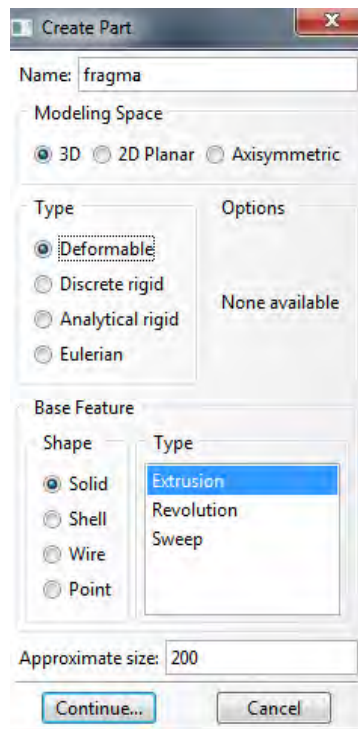 Create Part
Name: fragma
Modeling Space
3D 2D Planar Axisymmetric
Type
Options
Deformable
Discrete rigid
Analytical rigid
Eulerian
None available
Base Feature
Shape
Type
Solid
Shell
Wire
Point
Extrusion
Revolution
Sweep
Approximate size: 200
Continue... Cancel